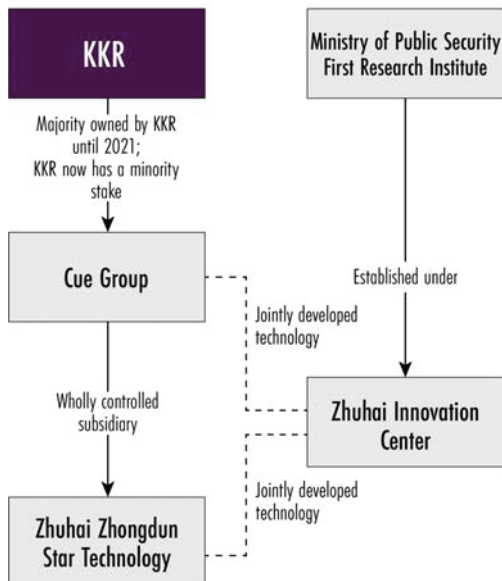 KKR
Ministry of Public Security
First Research Institute
Majority owned by KKR
until 2021;
KKR now has a minority
stake
Cue Group
Established under
Jointly developed
technology
Wholly controlled
subsidiary
Zhuhai Innovation
Center
Jointly developed
technology
Zhuhai Zhongdun
Star Technology